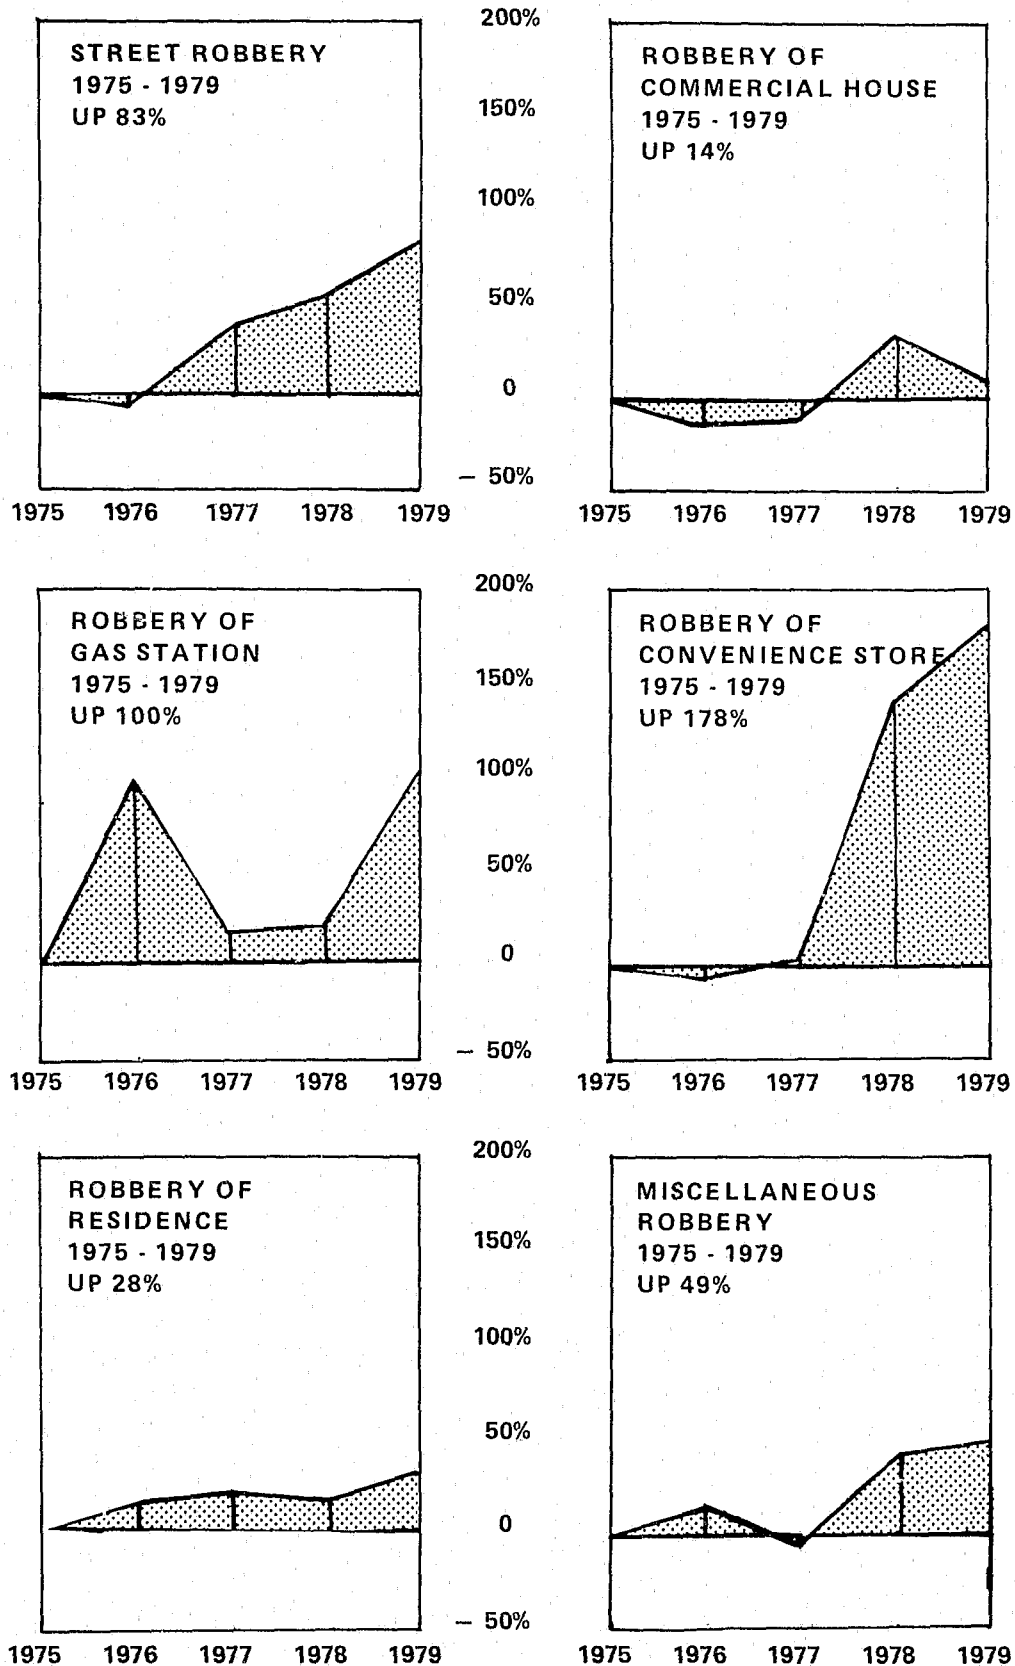 STREET ROBBERY
1975 - 1979
UP 83%
200%
150%
100%
50%
0
— 50%
1975 1976 1977 1978 1979
ROBBERY OF
COMMERCIAL HOUSE
1975 - 1979
UP 14%
1975 1976 1977 1978 1979
ROBBERY OF
GAS STATION
1975 - 1979
UP 100%
200%
150%
100%
50%
0
— 50%
1975 1976 1977 1978 1979
ROBBERY OF
CONVENIENCE STORE
1975 - 1979
UP 178%
1975 1976 1977 1978 1979
ROBBERY OF
RESIDENCE
1975 - 1979
UP 28%
200%
150%
100%
50%
0
— 50%
1975 1976 1977 1978 1979
MISCELLANEOUS
ROBBERY
1975 - 1979
UP 49%
1975 1976 1977 1978 1979